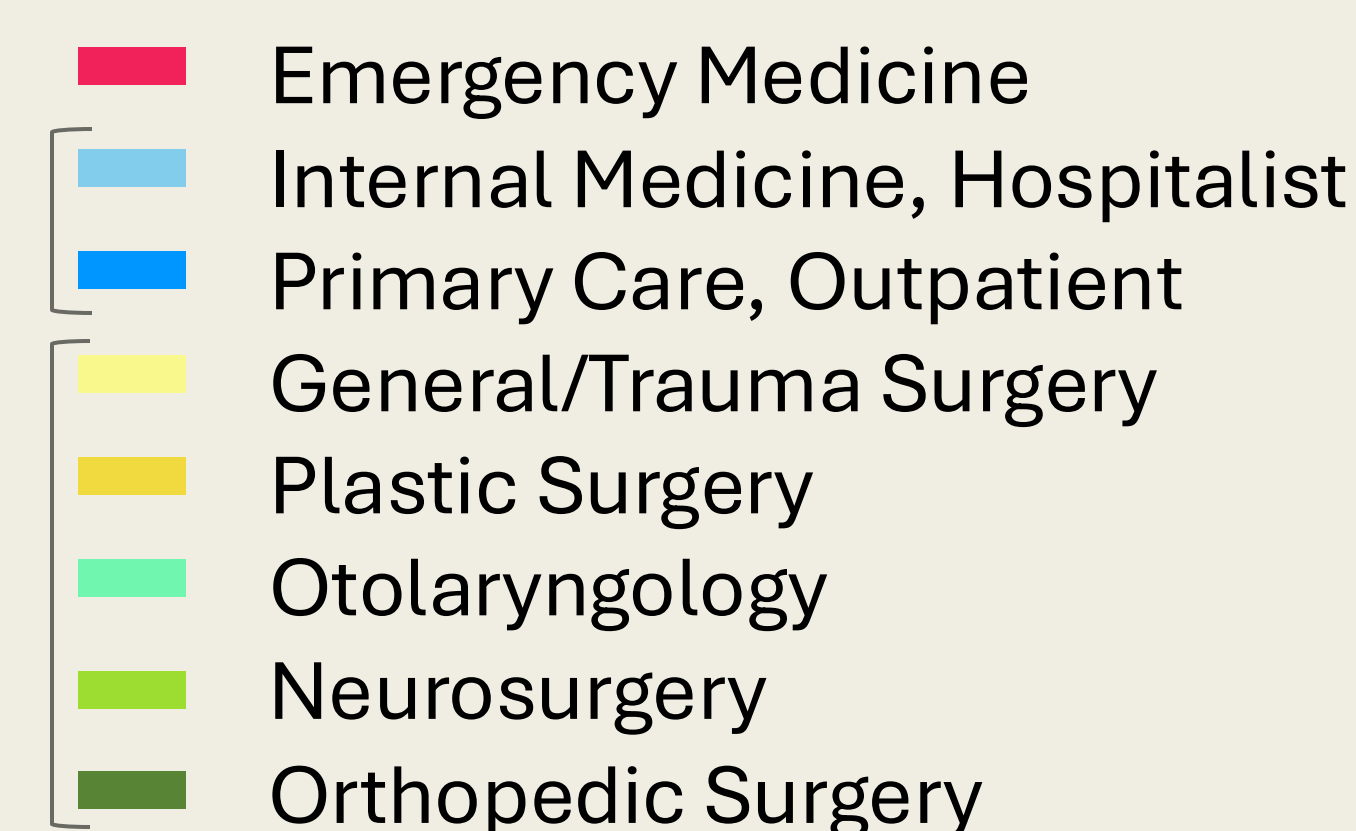 Emergency Medicine
Internal Medicine, Hospitalist
Primary Care, Outpatient
General/Trauma Surgery
Plastic Surgery
Otolaryngology
Neurosurgery
Orthopedic Surgery